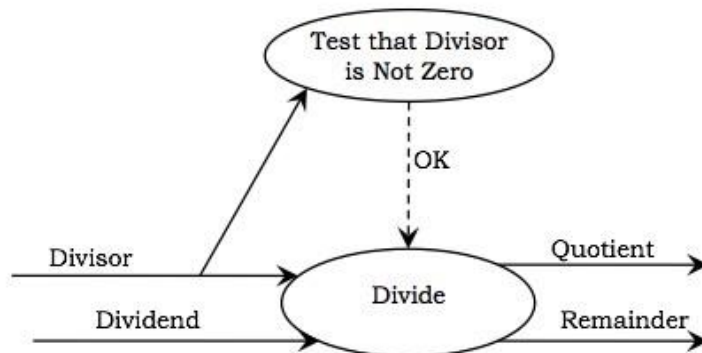 Test that Divisor
is Not Zero
OK
Divisor
Quotient
Divide
Dividend
Remainder